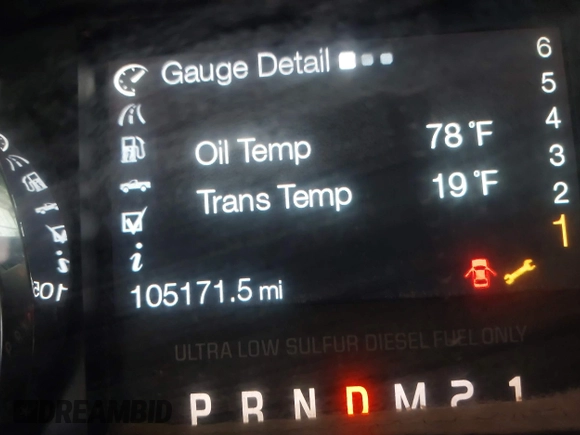 Gauge Detail
6
5
4
3
2
1
Oil Temp 78°F
Trans Temp 19°F
i
105171.5 mi
ULTRA LOW SULFUR DIESEL FUEL ONLY
P R N D M 2 1
DREAMBID